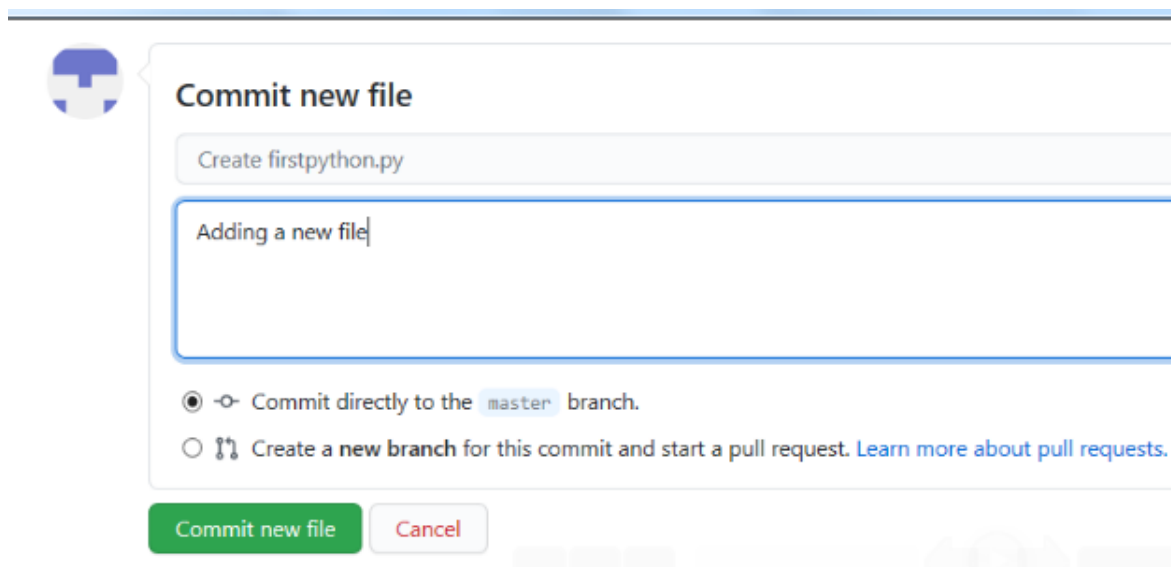 Commit new file
Create firstpython.py
Adding a new file
Commit directly to the master branch.
Create a new branch for this commit and start a pull request. Learn more about pull requests.
Commit new file
Cancel